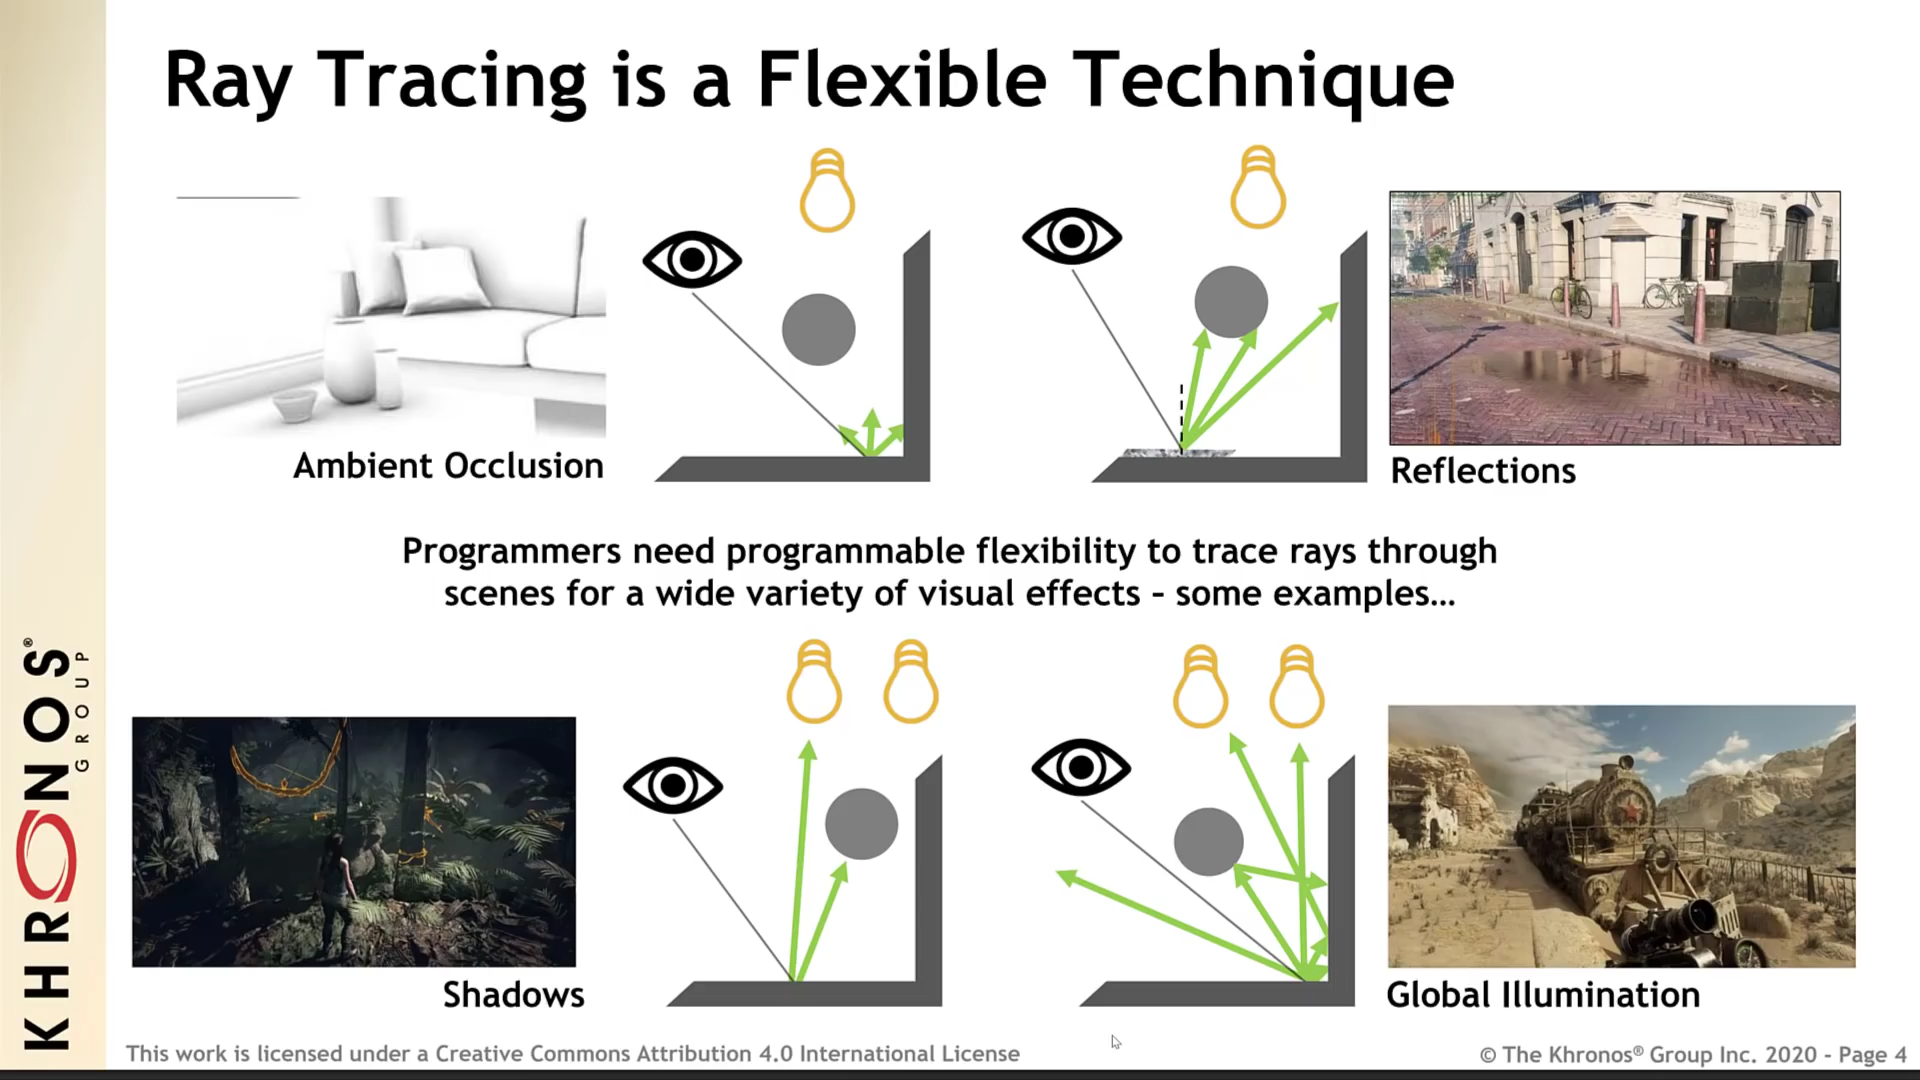 Ray Tracing is a Flexible Technique
Ambient Occlusion
Reflections
Programmers need programmable flexibility to trace rays through
scenes for a wide variety of visual effects – some examples…
Shadows
Global Illumination
KHRONOS®
GROUP
This work is licensed under a Creative Commons Attribution 4.0 International License
© The Khronos® Group Inc. 2020 - Page 4